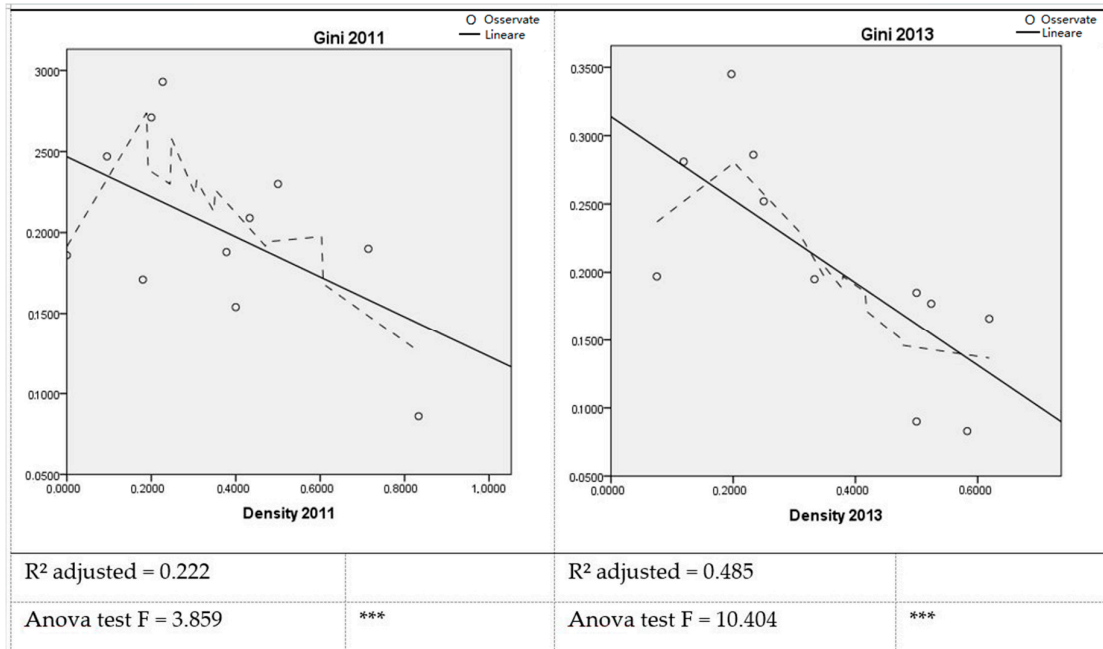 Gini 2011
Osservate
Lineare
3000
2500
0.2000
0.1500
0.1000
0.0500
0.0000
0.2000
0.4000
0.6000
0.8000
1.0000
Density 2011
Gini 2013
Osservate
Lineare
0.3500
0.3000
0.2500
0.2000
0.1500
0.1000
0.0500
0.0000
0.2000
0.4000
0.6000
Density 2013
R² adjusted = 0.222
R² adjusted = 0.485
Anova test F = 3.859 ***
Anova test F = 10.404 ***